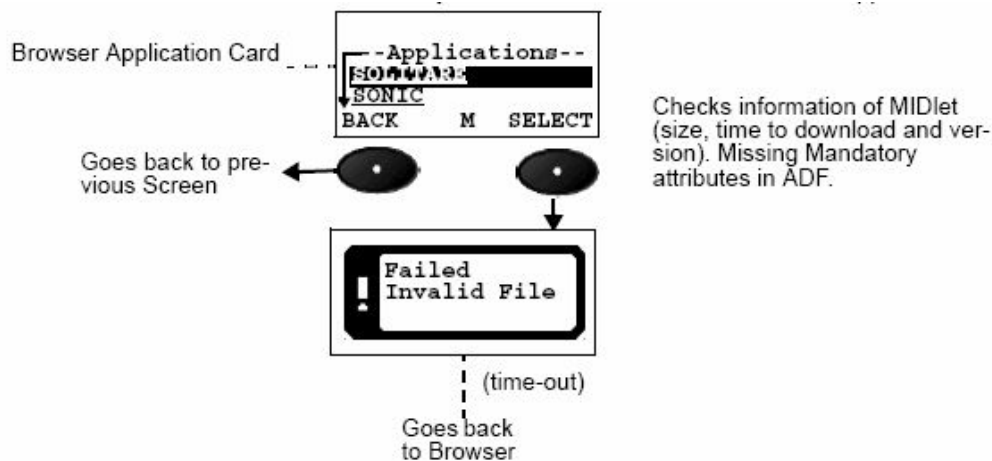 Browser Application Card
--Applications--
SOLITARE
SONIC
BACK M SELECT
Goes back to pre-
vious Screen
Checks information of MIDlet
(size, time to download and ver-
sion). Missing Mandatory
attributes in ADF.
Failed
Invalid File
(time-out)
Goes back
to Browser